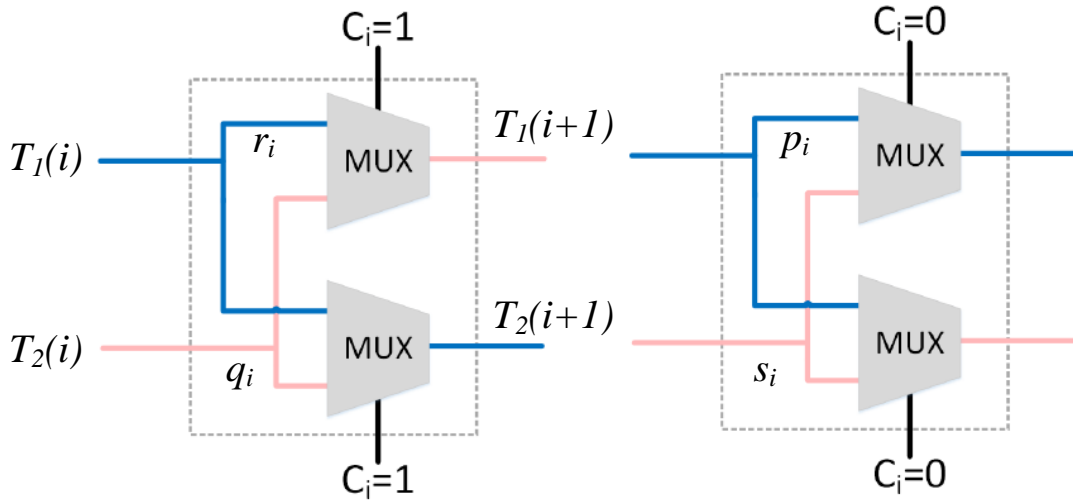 C_i=1
C_i=0
T_1(i)
r_i
MUX
T_1(i+1)
p_i
MUX
T_2(i)
q_i
MUX
T_2(i+1)
s_i
MUX
C_i=1
C_i=0